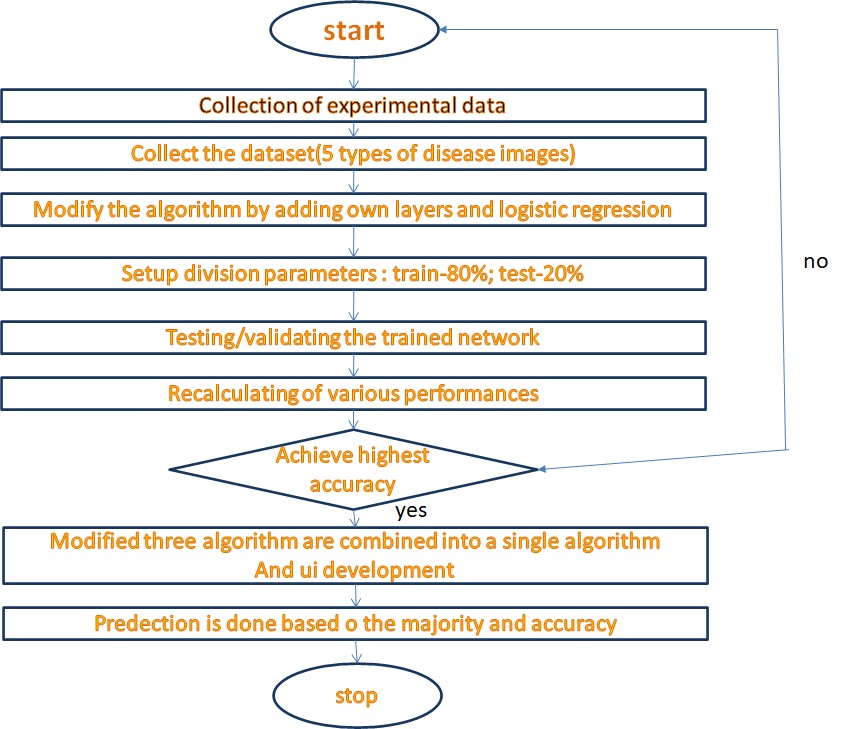 start
Collection of experimental data
Collect the dataset(5 types of disease images)
Modify the algorithm by adding own layers and logistic regression
no
Setup division parameters : train-80%; test-20%
Testing/validating the trained network
Recalculating of various performances
Achieve highest
accuracy
yes
Modified three algorithm are combined into a single algorithm
And ui development
Predection is done based o the majority and accuracy
stop